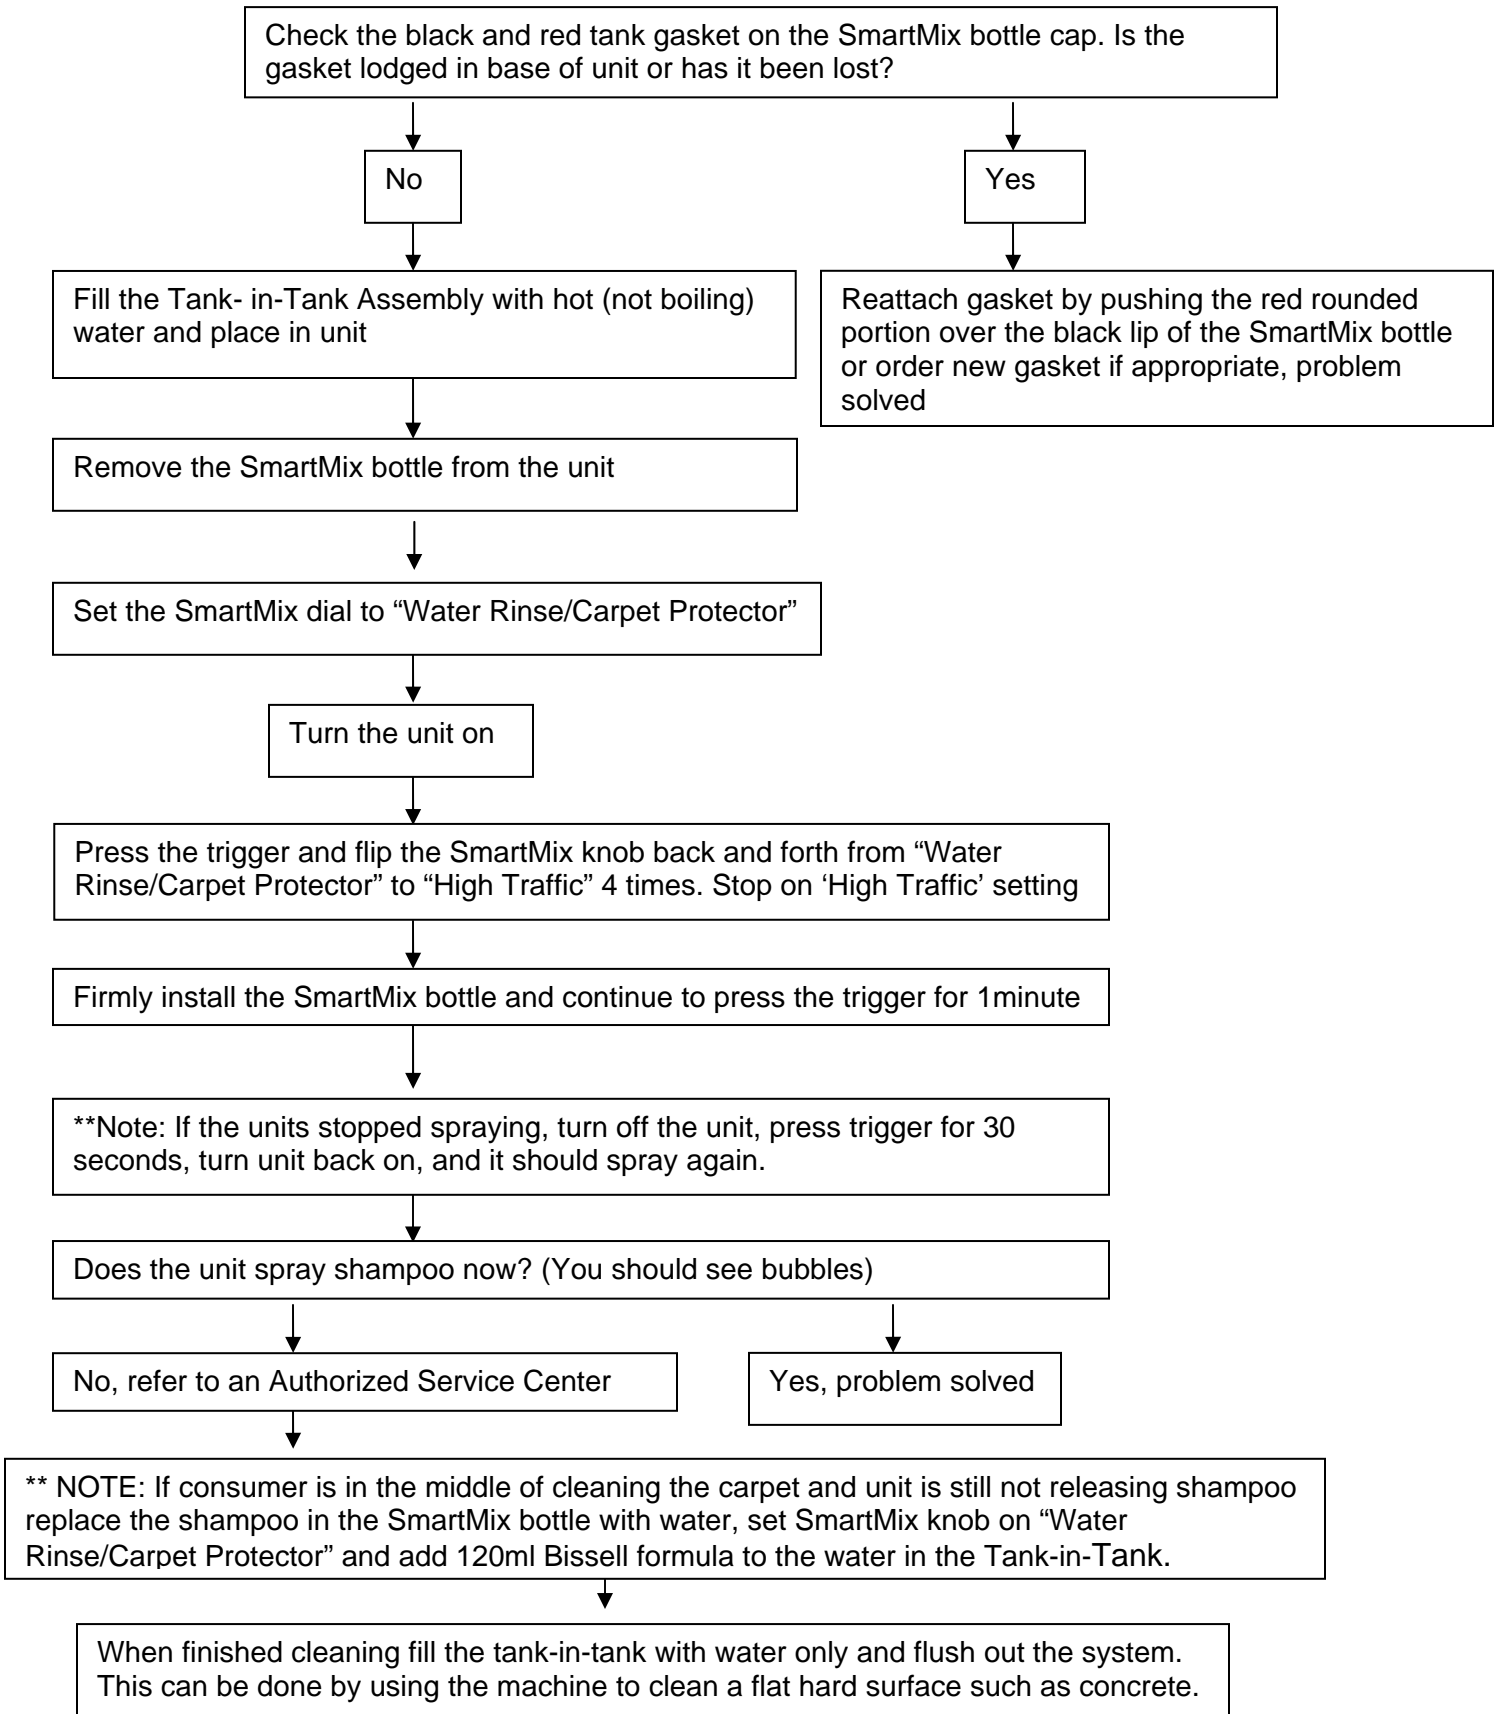 Check the black and red tank gasket on the SmartMix bottle cap. Is the
gasket lodged in base of unit or has it been lost?
No
Yes
Fill the Tank- in-Tank Assembly with hot (not boiling)
water and place in unit
Reattach gasket by pushing the red rounded
portion over the black lip of the SmartMix bottle
or order new gasket if appropriate, problem
solved
Remove the SmartMix bottle from the unit
Set the SmartMix dial to “Water Rinse/Carpet Protector”
Turn the unit on
Press the trigger and flip the SmartMix knob back and forth from “Water
Rinse/Carpet Protector” to “High Traffic” 4 times. Stop on ‘High Traffic’ setting
Firmly install the SmartMix bottle and continue to press the trigger for 1minute
**Note: If the units stopped spraying, turn off the unit, press trigger for 30
seconds, turn unit back on, and it should spray again.
Does the unit spray shampoo now? (You should see bubbles)
No, refer to an Authorized Service Center
Yes, problem solved
** NOTE: If consumer is in the middle of cleaning the carpet and unit is still not releasing shampoo
replace the shampoo in the SmartMix bottle with water, set SmartMix knob on “Water
Rinse/Carpet Protector” and add 120ml Bissell formula to the water in the Tank-in-Tank.
When finished cleaning fill the tank-in-tank with water only and flush out the system.
This can be done by using the machine to clean a flat hard surface such as concrete.